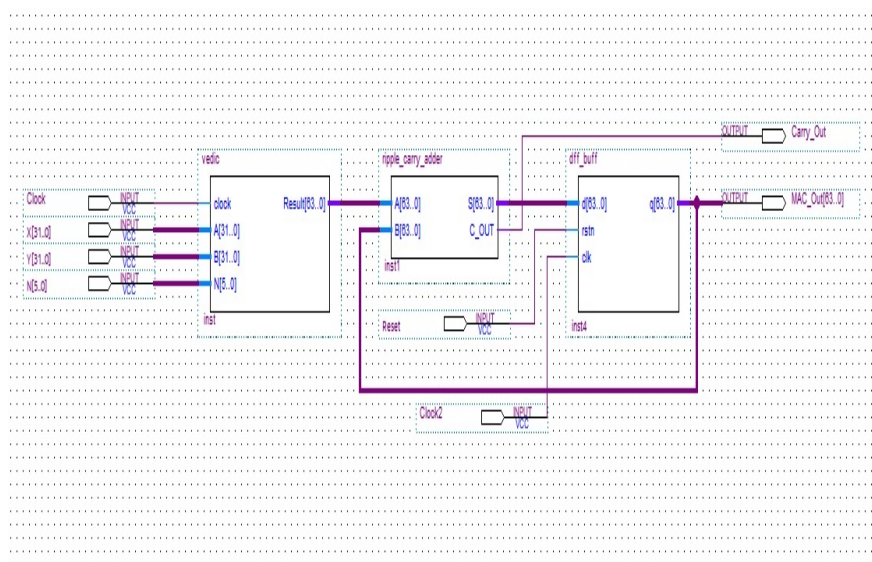 OUTPUT Carry_Out
vedic
ripple_carry_adder
dff_buff
Clock INPUT VCC
clock
Result[63..0]
A[63..0]
S[63..0]
d[63..0]
q[63..0]
OUTPUT MAC_Out[63..0]
X[31..0] INPUT VCC
A[31..0]
B[63..0]
C_OUT
rstn
Y[31..0] INPUT VCC
B[31..0]
clk
N[5..0] INPUT VCC
N[5..0]
inst
inst1
inst4
Reset INPUT VCC
Clock2 INPUT VCC